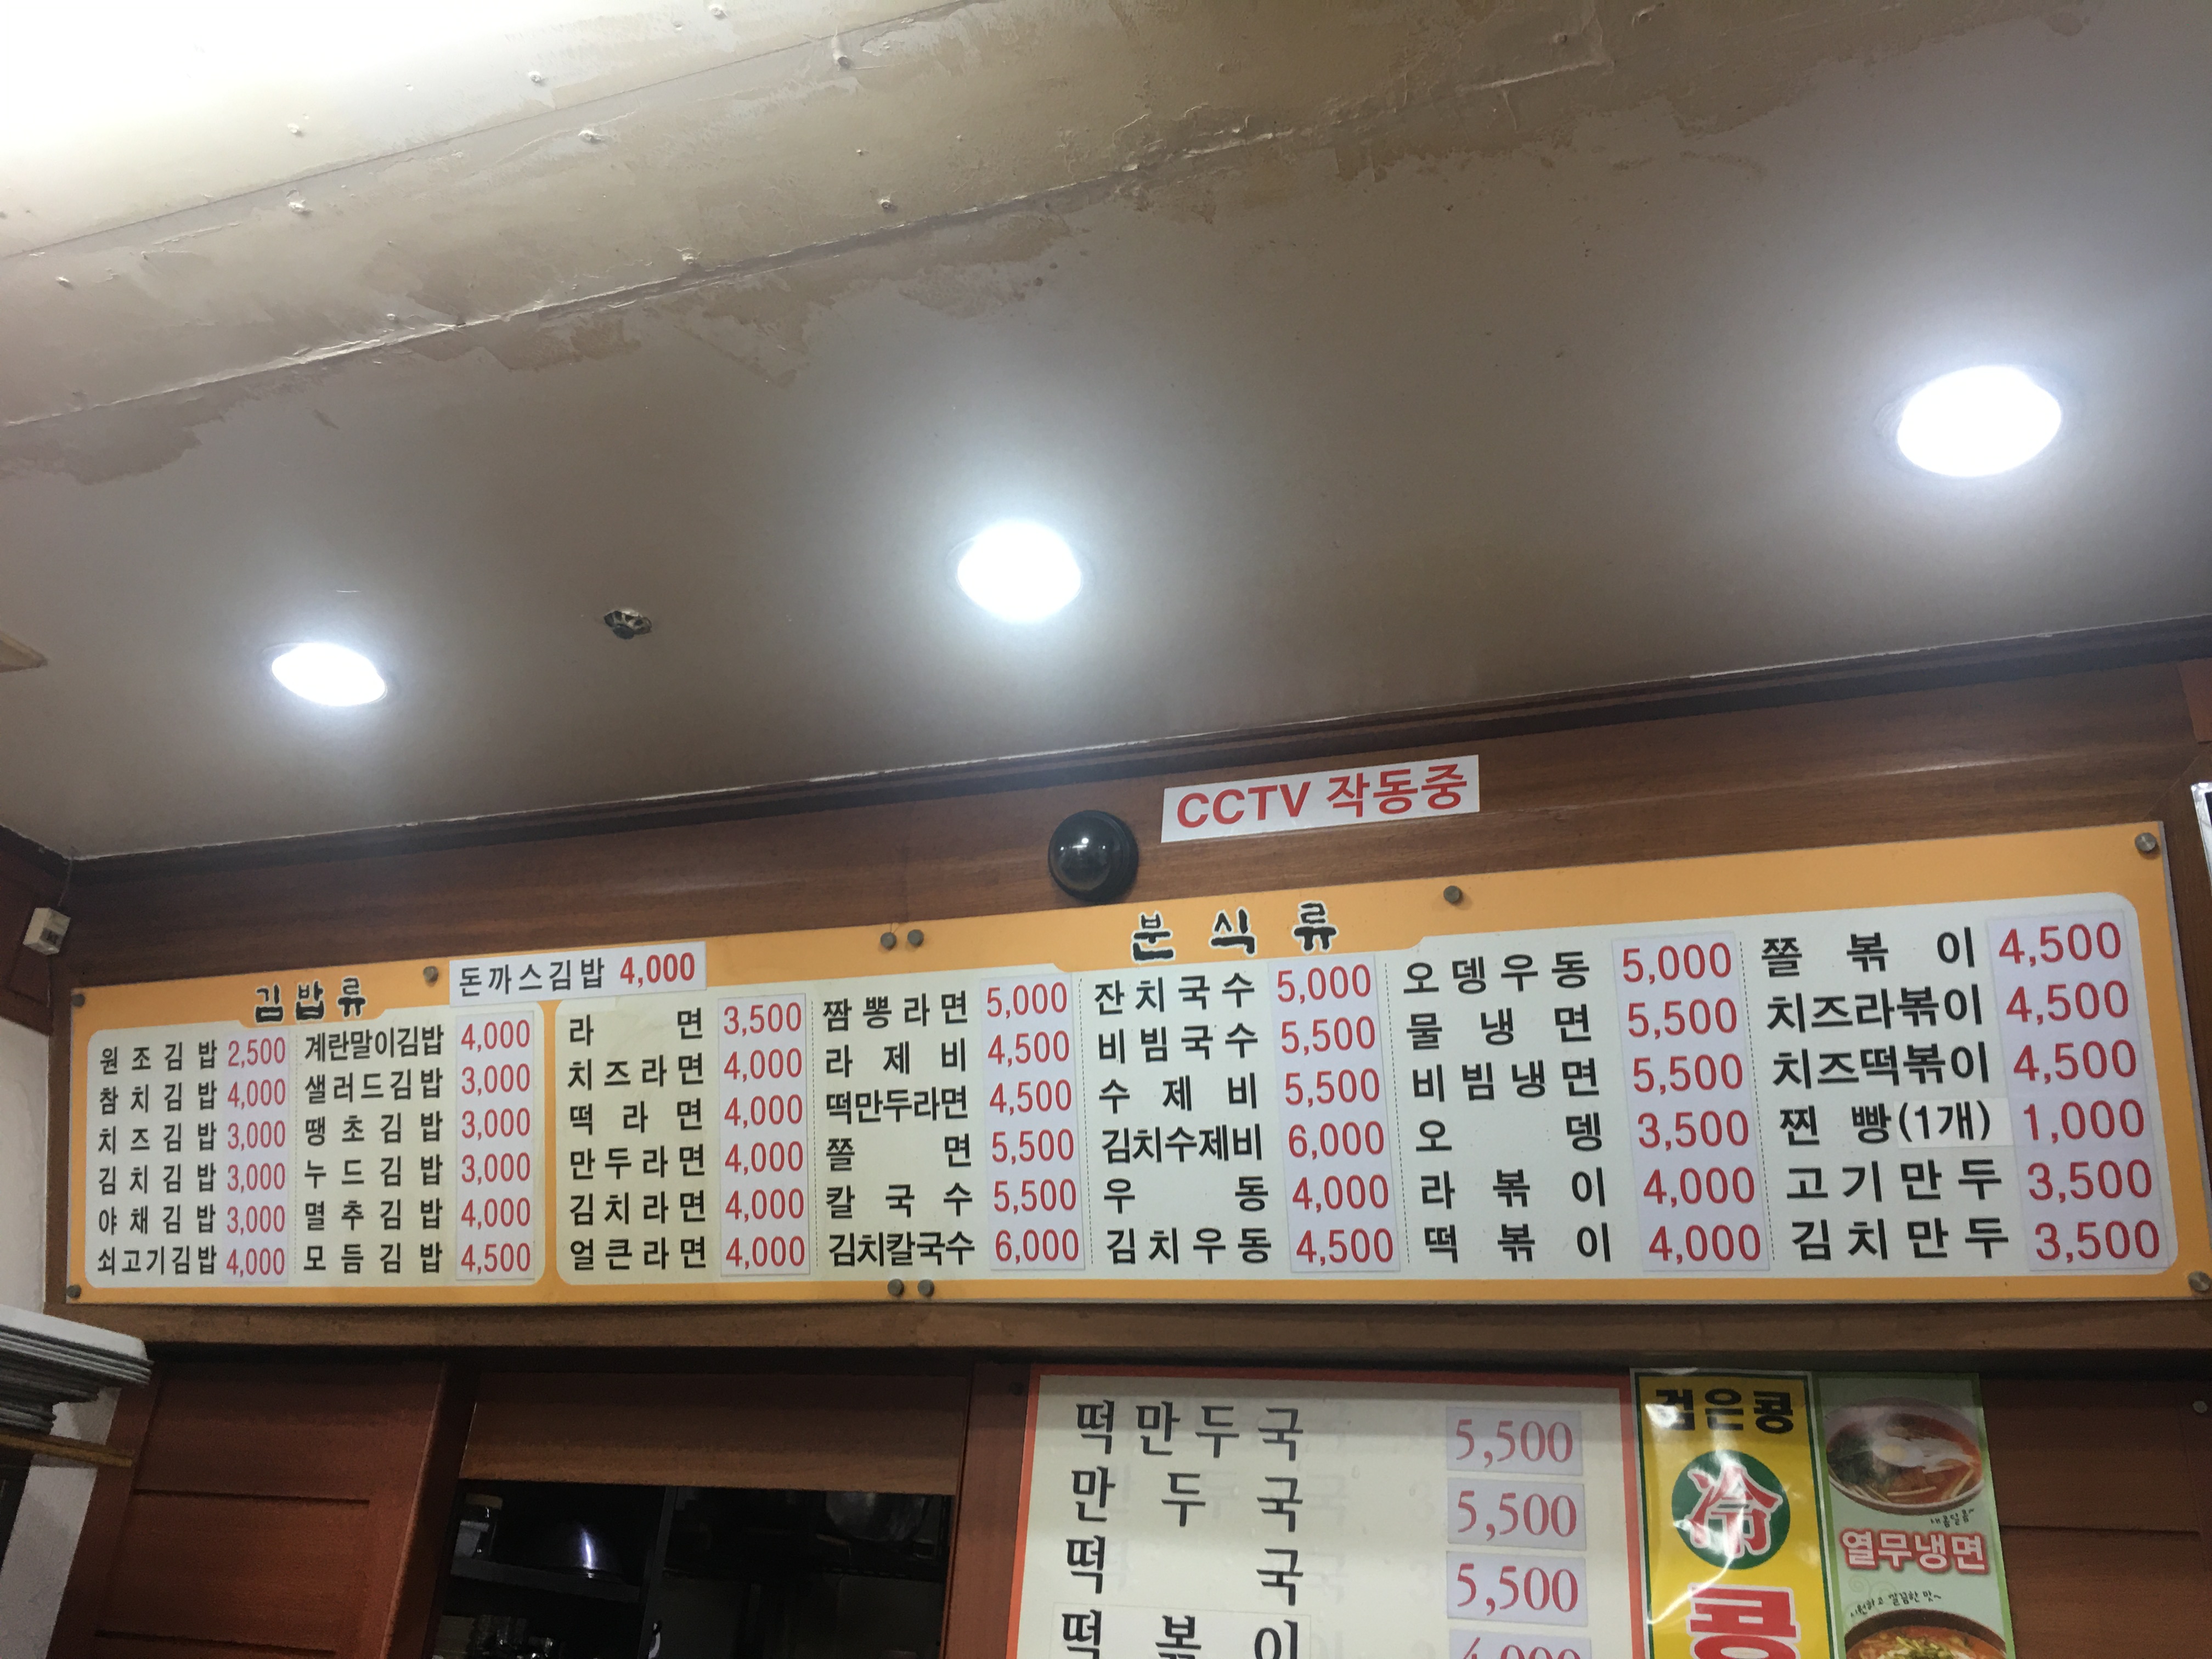 CCTV 작동중
김밥류
돈까스김밥 4,000
원조김밥 2,500
참치김밥 4,000
치즈김밥 3,000
김치김밥 3,000
야채김밥 3,000
쇠고기김밥 4,000
계란말이김밥 4,000
샐러드김밥 3,000
땡초김밥 3,000
누드김밥 3,000
멸추김밥 4,000
모듬김밥 4,500
분식류
라면 3,500
치즈라면 4,000
떡라면 4,000
만두라면 4,000
김치라면 4,000
얼큰라면 4,000
짬뽕라면 5,000
라제비 4,500
떡만두라면 4,500
쫄면 5,500
칼국수 5,500
김치칼국수 6,000
잔치국수 5,000
비빔국수 5,500
수제비 5,500
김치수제비 6,000
우동 4,000
김치우동 4,500
오뎅우동 5,000
물냉면 5,500
비빔냉면 5,500
오뎅 3,500
라볶이 4,000
떡볶이 4,000
쫄볶이 4,500
치즈라볶이 4,500
치즈떡볶이 4,500
찐빵(1개) 1,000
고기만두 3,500
김치만두 3,500
떡만두국 5,500
만두국 5,500
떡국 5,500
떡볶이 4,000
검은콩
冷
콩
새콤달콤~
열무냉면
시원하고 깔끔한 맛~